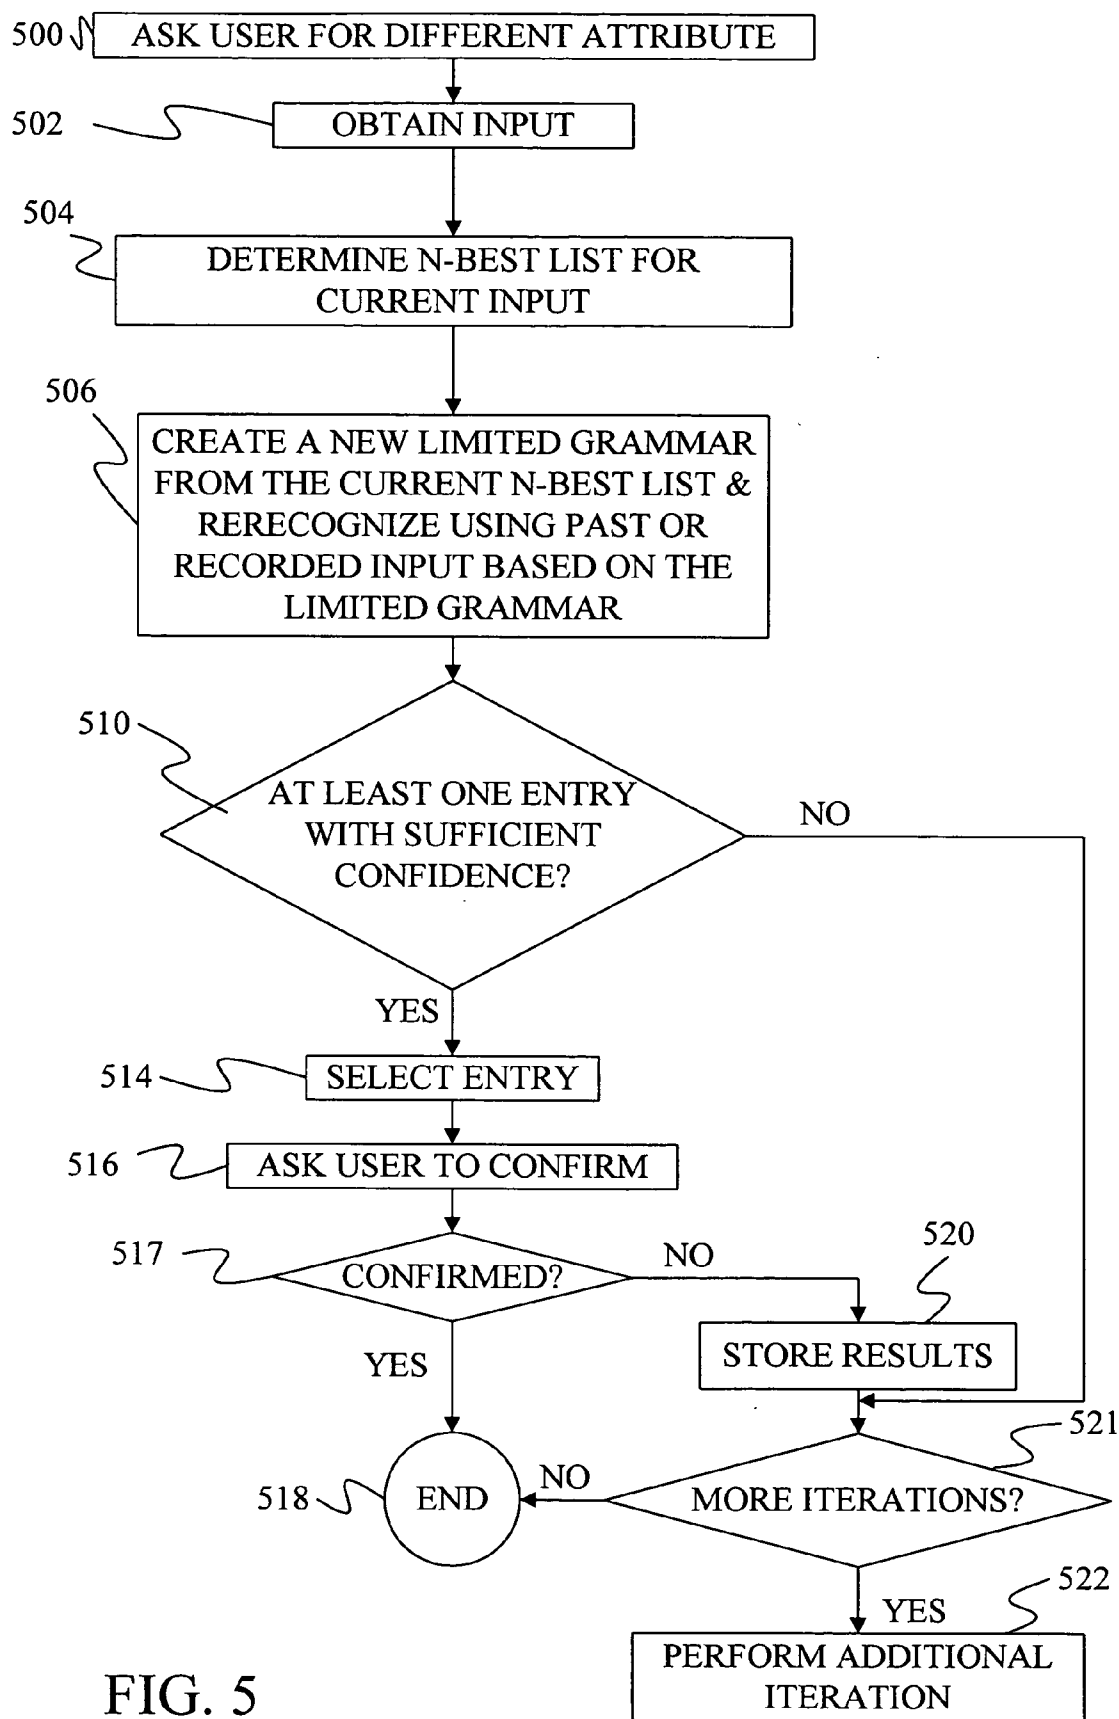 500
ASK USER FOR DIFFERENT ATTRIBUTE
502
OBTAIN INPUT
504
DETERMINE N-BEST LIST FOR
CURRENT INPUT
506
CREATE A NEW LIMITED GRAMMAR
FROM THE CURRENT N-BEST LIST &
RERECOGNIZE USING PAST OR
RECORDED INPUT BASED ON THE
LIMITED GRAMMAR
510
AT LEAST ONE ENTRY
WITH SUFFICIENT
CONFIDENCE?
NO
YES
514
SELECT ENTRY
516
ASK USER TO CONFIRM
517
CONFIRMED?
NO
520
STORE RESULTS
YES
521
518
END
NO
MORE ITERATIONS?
522
YES
PERFORM ADDITIONAL
ITERATION
FIG. 5